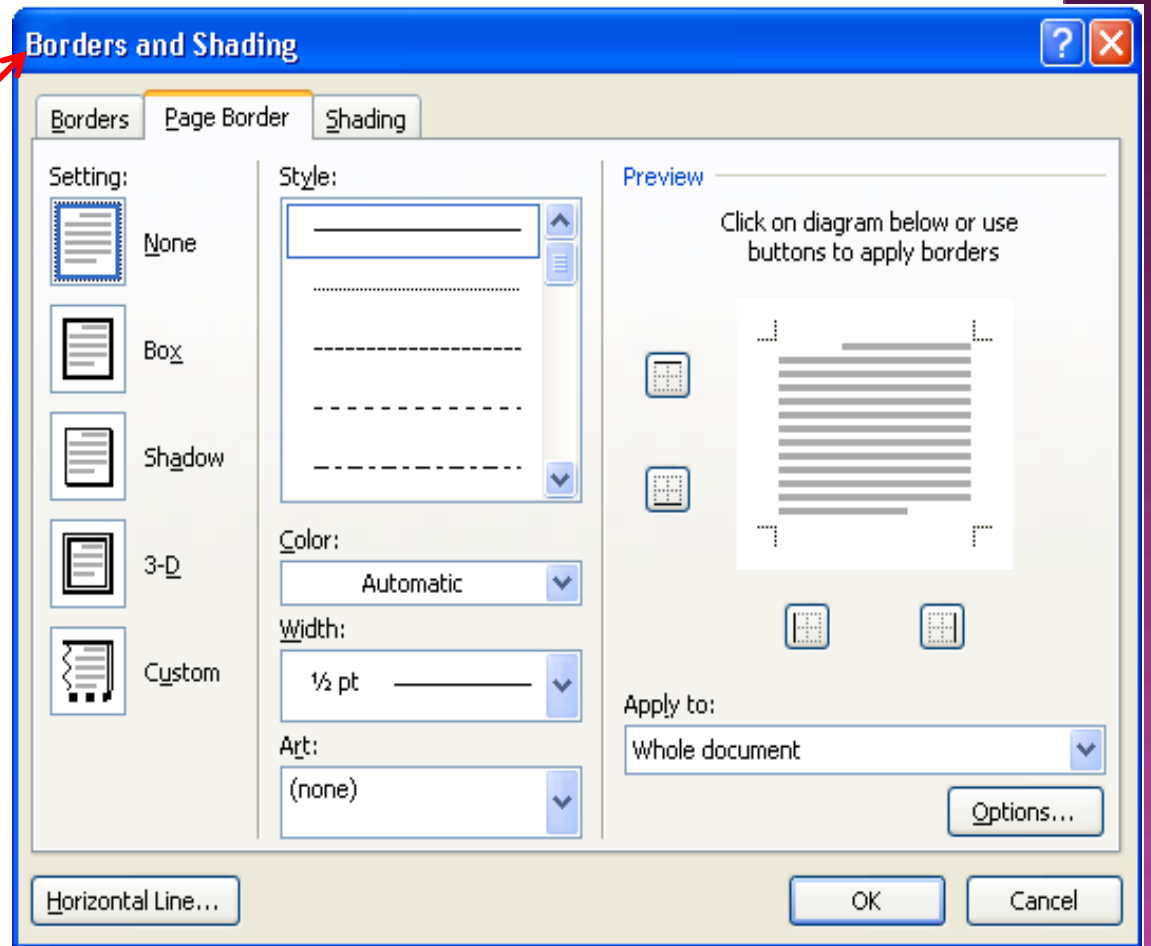 Borders and Shading
Borders
Page Border
Shading
Setting:
None
Box
Shadow
3-D
Custom
Style:
Color:
Automatic
Width:
½ pt
Art:
(none)
Preview
Click on diagram below or use
buttons to apply borders
Apply to:
Whole document
Options...
Horizontal Line...
OK
Cancel